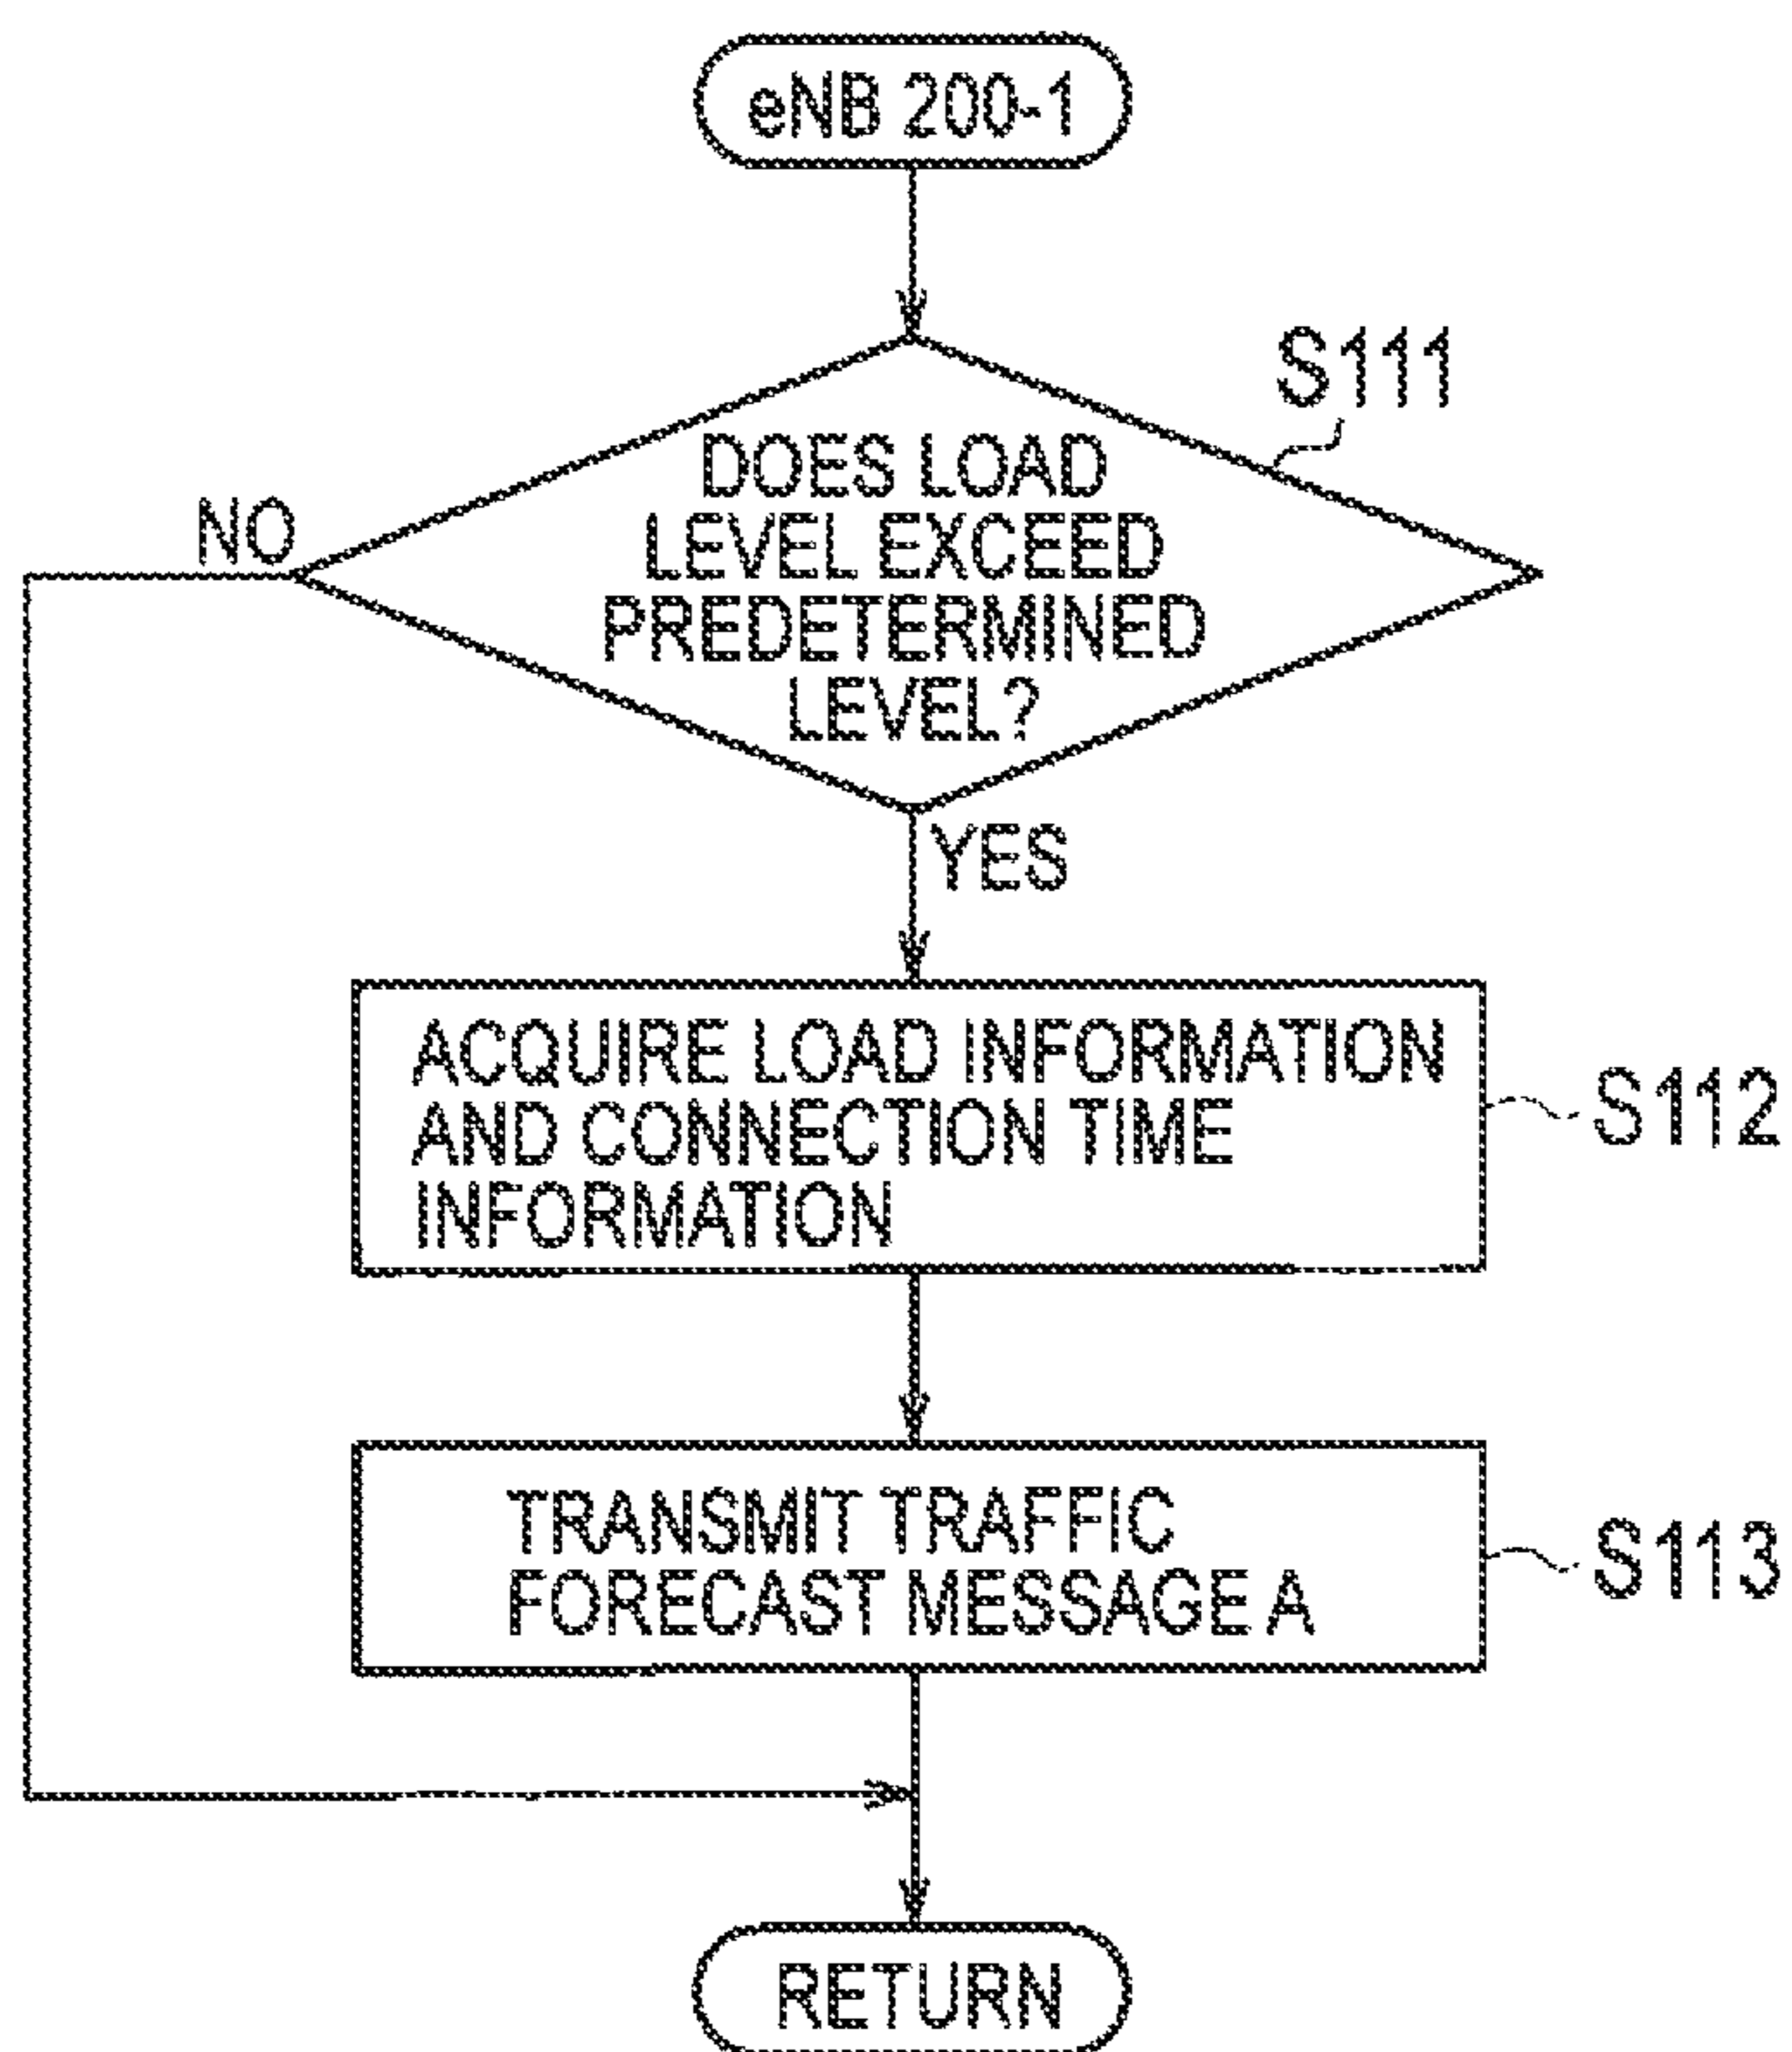 eNB 200-1
S111
DOES LOAD
LEVEL EXCEED
PREDETERMINED
LEVEL?
NO
YES
ACQUIRE LOAD INFORMATION
AND CONNECTION TIME
INFORMATION
S112
TRANSMIT TRAFFIC
FORECAST MESSAGE A
S113
RETURN